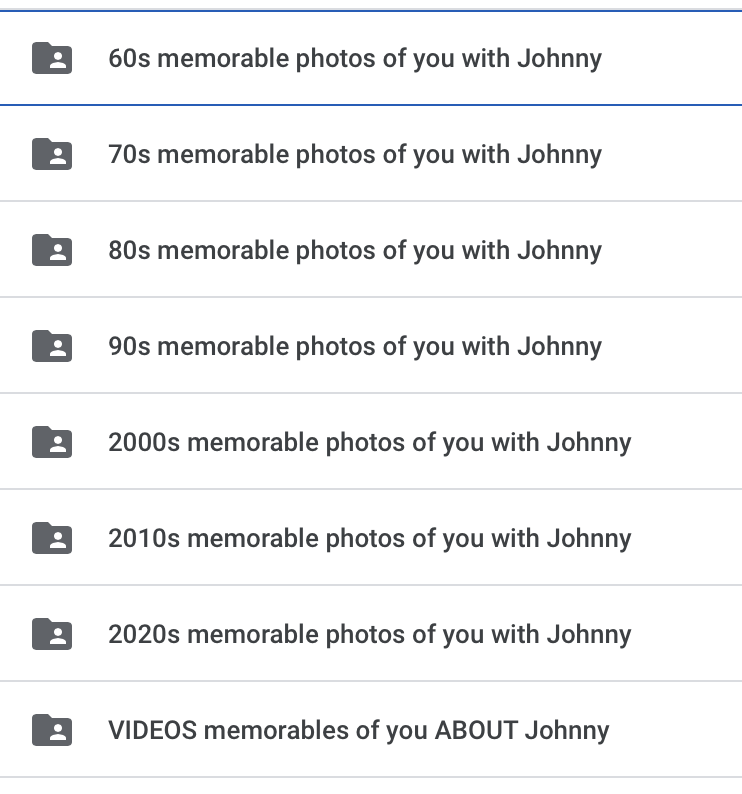 60s memorable photos of you with Johnny
70s memorable photos of you with Johnny
80s memorable photos of you with Johnny
90s memorable photos of you with Johnny
2000s memorable photos of you with Johnny
2010s memorable photos of you with Johnny
2020s memorable photos of you with Johnny
VIDEOS memorables of you ABOUT Johnny